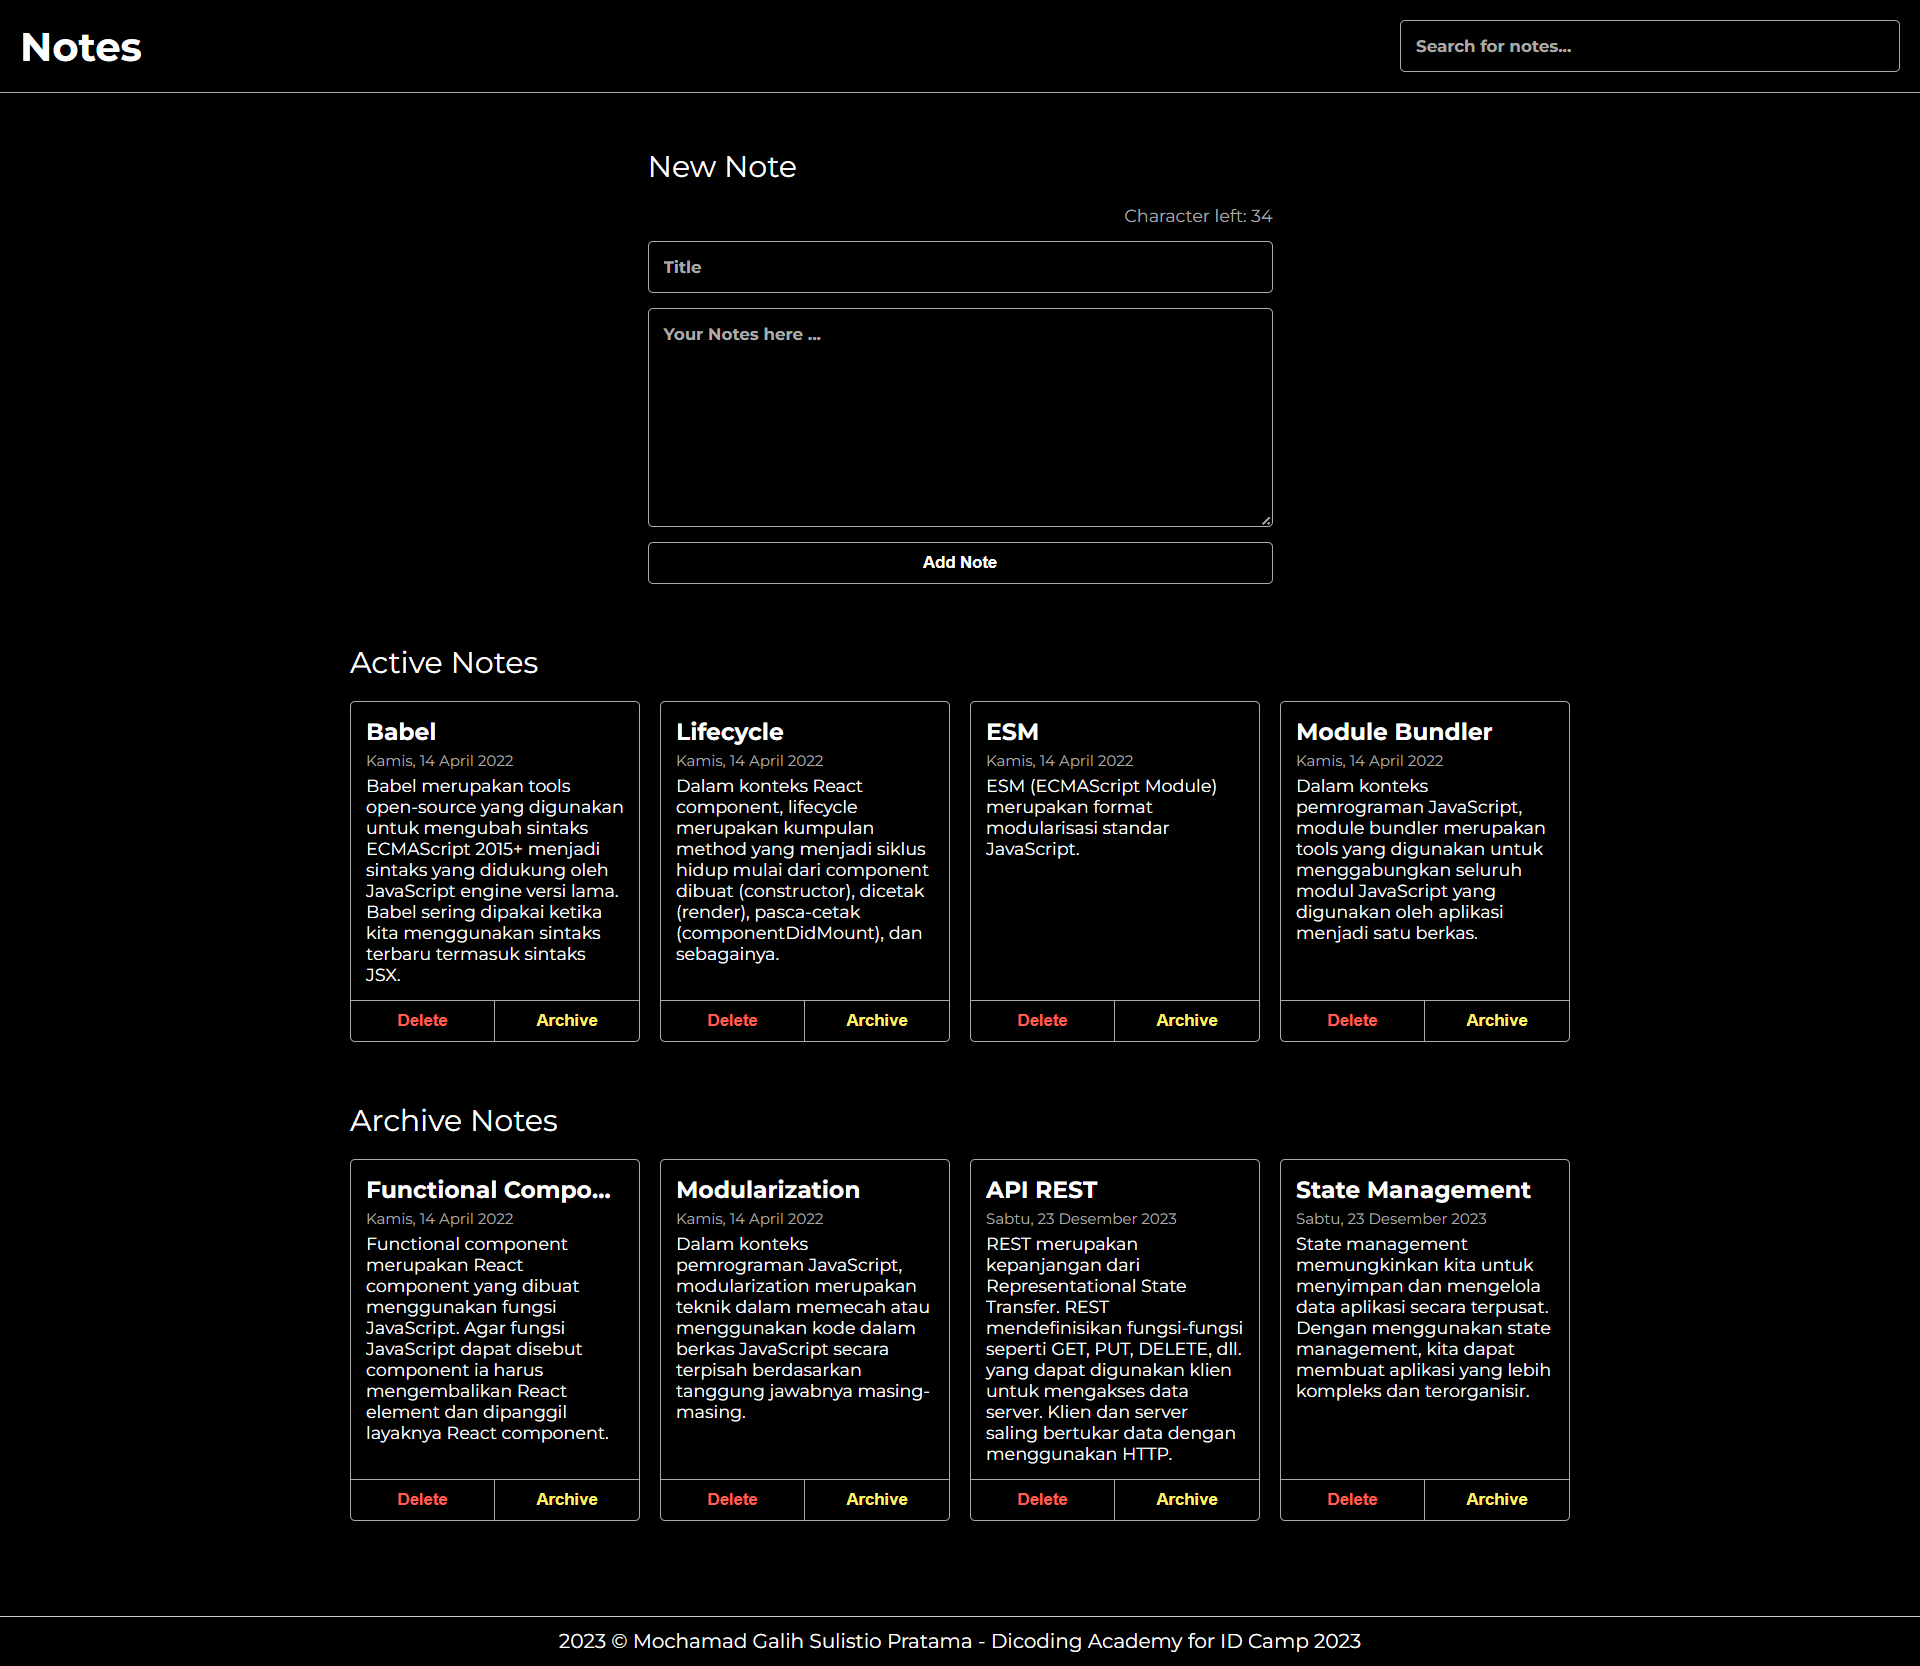 Notes
Search for notes...
New Note
Character left: 34
Title
Your Notes here ...
Add Note
Active Notes
Babel
Kamis, 14 April 2022
Babel merupakan tools
open-source yang digunakan
untuk mengubah sintaks
ECMAScript 2015+ menjadi
sintaks yang didukung oleh
JavaScript engine versi lama.
Babel sering dipakai ketika
kita menggunakan sintaks
terbaru termasuk sintaks
JSX.
Delete
Archive
Lifecycle
Kamis, 14 April 2022
Dalam konteks React
component, lifecycle
merupakan kumpulan
method yang menjadi siklus
hidup mulai dari component
dibuat (constructor), dicetak
(render), pasca-cetak
(componentDidMount), dan
sebagainya.
Delete
Archive
ESM
Kamis, 14 April 2022
ESM (ECMAScript Module)
merupakan format
modularisasi standar
JavaScript.
Delete
Archive
Module Bundler
Kamis, 14 April 2022
Dalam konteks
pemrograman JavaScript,
module bundler merupakan
tools yang digunakan untuk
menggabungkan seluruh
modul JavaScript yang
digunakan oleh aplikasi
menjadi satu berkas.
Delete
Archive
Archive Notes
Functional Compo...
Kamis, 14 April 2022
Functional component
merupakan React
component yang dibuat
menggunakan fungsi
JavaScript. Agar fungsi
JavaScript dapat disebut
component ia harus
mengembalikan React
element dan dipanggil
layaknya React component.
Delete
Archive
Modularization
Kamis, 14 April 2022
Dalam konteks
pemrograman JavaScript,
modularization merupakan
teknik dalam memecah atau
menggunakan kode dalam
berkas JavaScript secara
terpisah berdasarkan
tanggung jawabnya masing-
masing.
Delete
Archive
API REST
Sabtu, 23 Desember 2023
REST merupakan
kepanjangan dari
Representational State
Transfer. REST
mendefinisikan fungsi-fungsi
seperti GET, PUT, DELETE, dll.
yang dapat digunakan klien
untuk mengakses data
server. Klien dan server
saling bertukar data dengan
menggunakan HTTP.
Delete
Archive
State Management
Sabtu, 23 Desember 2023
State management
memungkinkan kita untuk
menyimpan dan mengelola
data aplikasi secara terpusat.
Dengan menggunakan state
management, kita dapat
membuat aplikasi yang lebih
kompleks dan terorganisir.
Delete
Archive
2023 © Mochamad Galih Sulistio Pratama - Dicoding Academy for ID Camp 2023